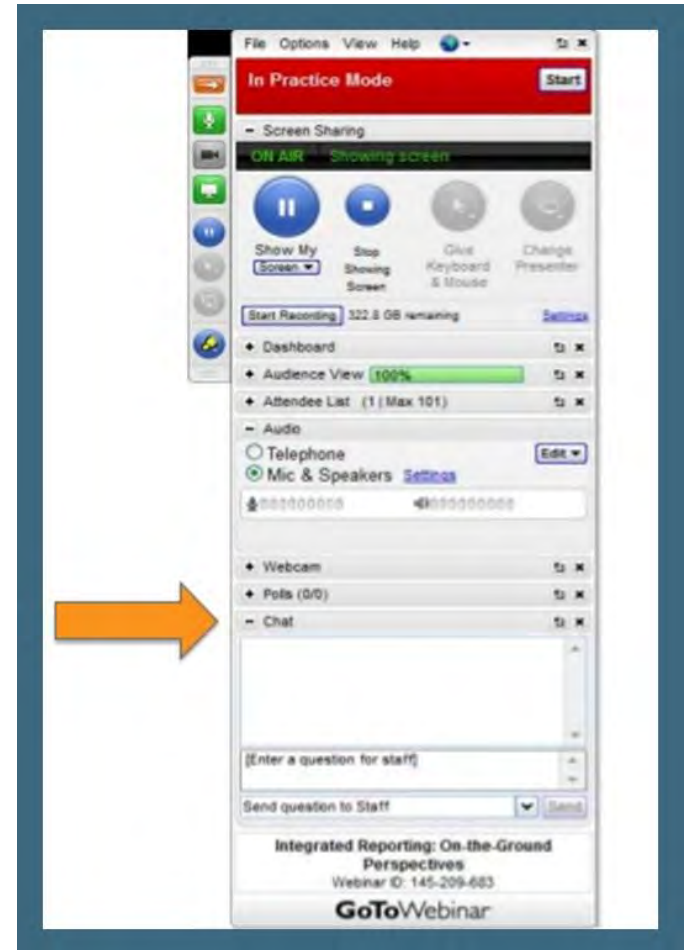 File Options View Help
In Practice Mode Start
− Screen Sharing
ON AIR Showing screen
Show My Stop Give Change
Screen Showing Keyboard Presenter
Screen & Mouse
Start Recording 322.8 GB remaining Settings
+ Dashboard
+ Audience View 100%
+ Attendee List (1 | Max 101)
− Audio
Telephone Edit
Mic & Speakers Settings
+ Webcam
+ Polls (0/0)
− Chat
[Enter a question for staff]
Send question to Staff Send
Integrated Reporting: On-the-Ground
Perspectives
Webinar ID: 145-209-683
GoToWebinar